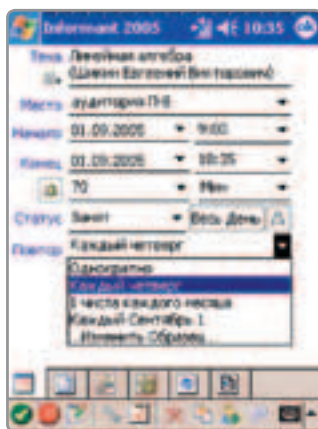 Informant 2005 10:35 ok
Тема Линейная алгебра
(Шикин Евгений Викторович)
Место аудитория П-8
Начало 01.09.2005 9:00
Конец 01.09.2005 10:35
70 Мин
Статус Занят Весь День
Повтор Каждый четверг
Однократно
Каждый четверг
1 числа каждого месяца
Каждый Сентябрь 1
Изменить Образец...